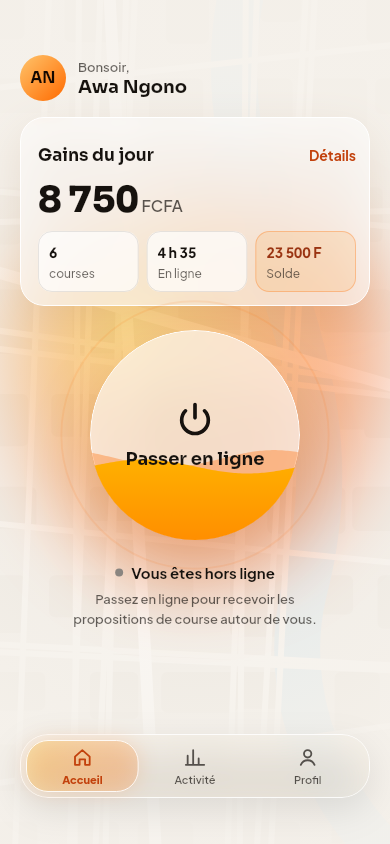 AN
Bonsoir,
Awa Ngono
Gains du jour
Détails
8 750 FCFA
6
courses
4 h 35
En ligne
23 500 F
Solde
Passer en ligne
Vous êtes hors ligne
Passez en ligne pour recevoir les
propositions de course autour de vous.
Accueil
Activité
Profil